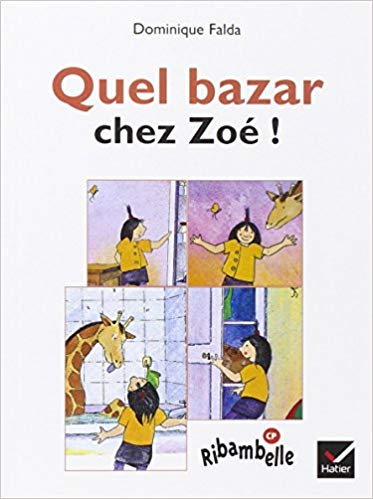 Dominique Falda
Quel bazar
chez Zoé !
CP
Ribambelle
Hatier